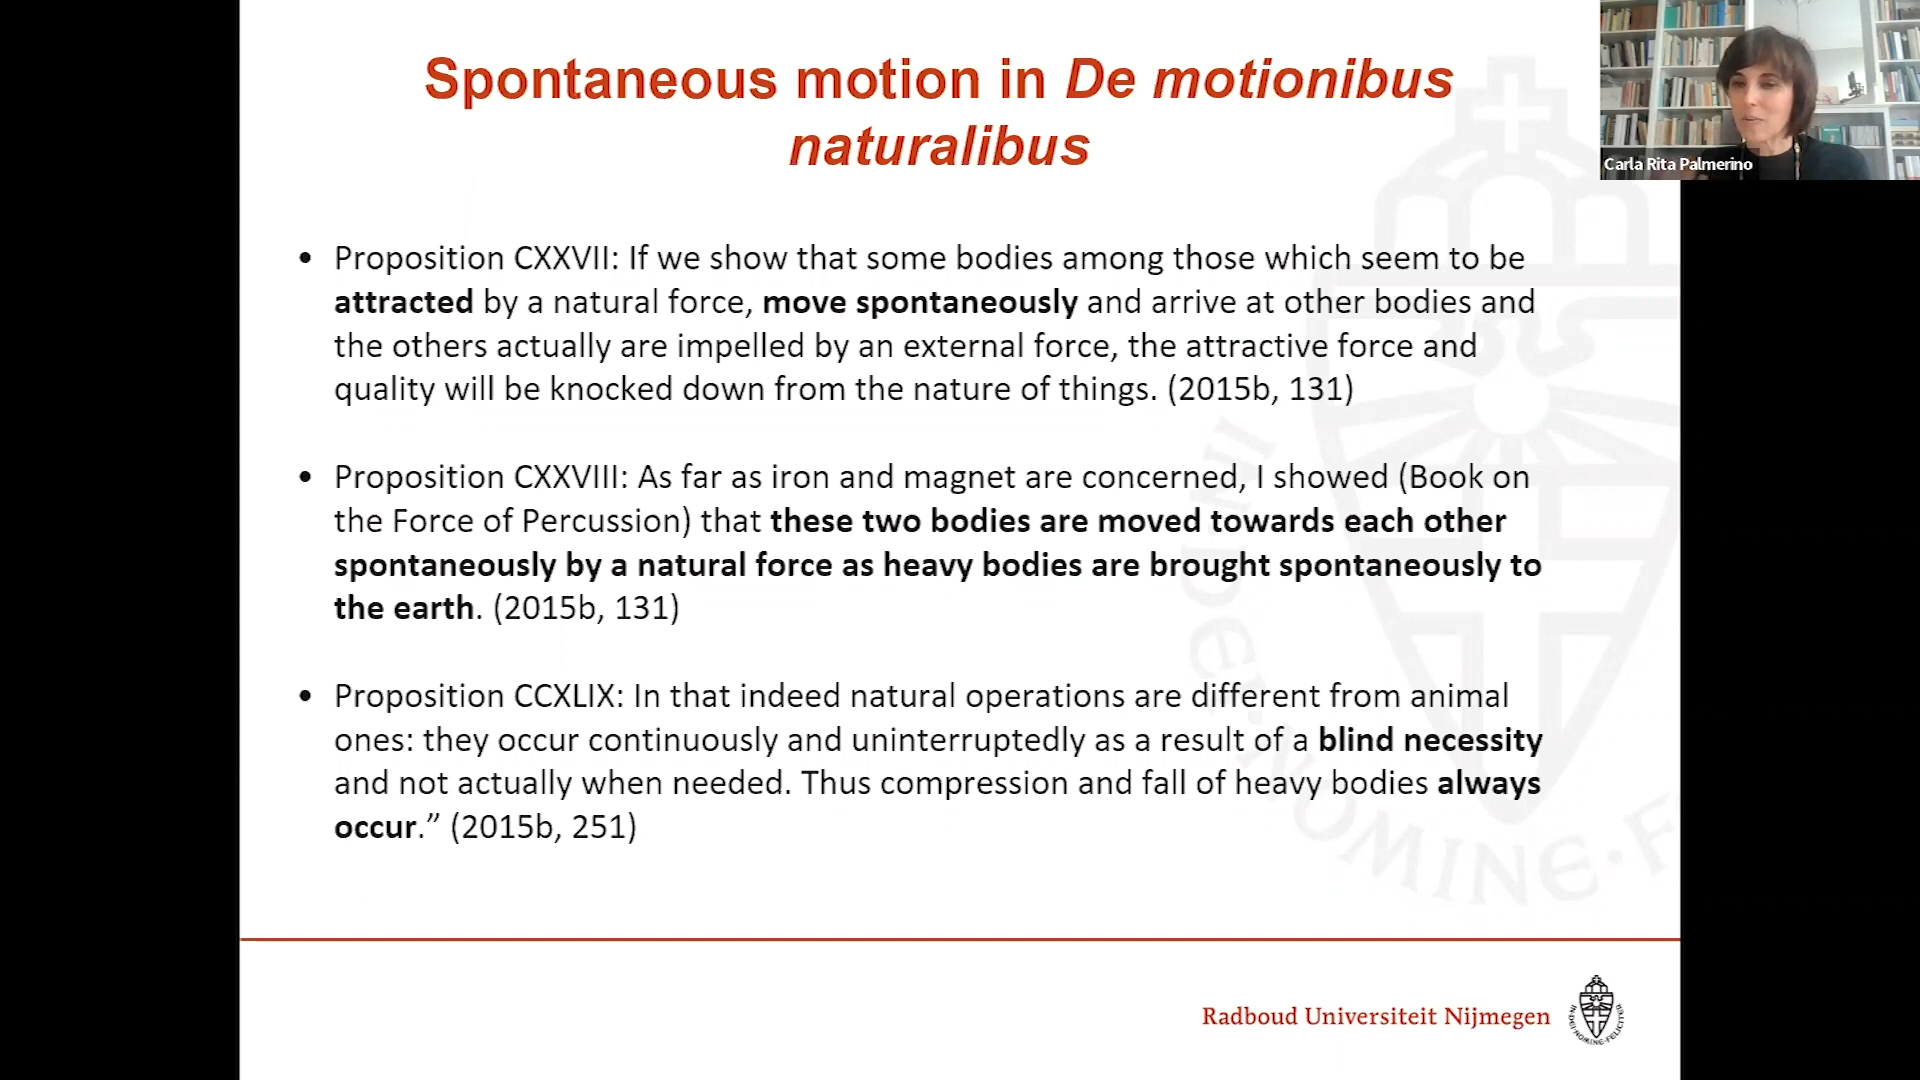 Spontaneous motion in De motionibus
naturalibus
Carla Rita Palmerino
• Proposition CXXVII: If we show that some bodies among those which seem to be
attracted by a natural force, move spontaneously and arrive at other bodies and
the others actually are impelled by an external force, the attractive force and
quality will be knocked down from the nature of things. (2015b, 131)
• Proposition CXXVIII: As far as iron and magnet are concerned, I showed (Book on
the Force of Percussion) that these two bodies are moved towards each other
spontaneously by a natural force as heavy bodies are brought spontaneously to
the earth. (2015b, 131)
• Proposition CCXLIX: In that indeed natural operations are different from animal
ones: they occur continuously and uninterruptedly as a result of a blind necessity
and not actually when needed. Thus compression and fall of heavy bodies always
occur.” (2015b, 251)
IN·DEI·NOMINE·F
Radboud Universiteit Nijmegen
IN·DEI·NOMINE·FELICITER